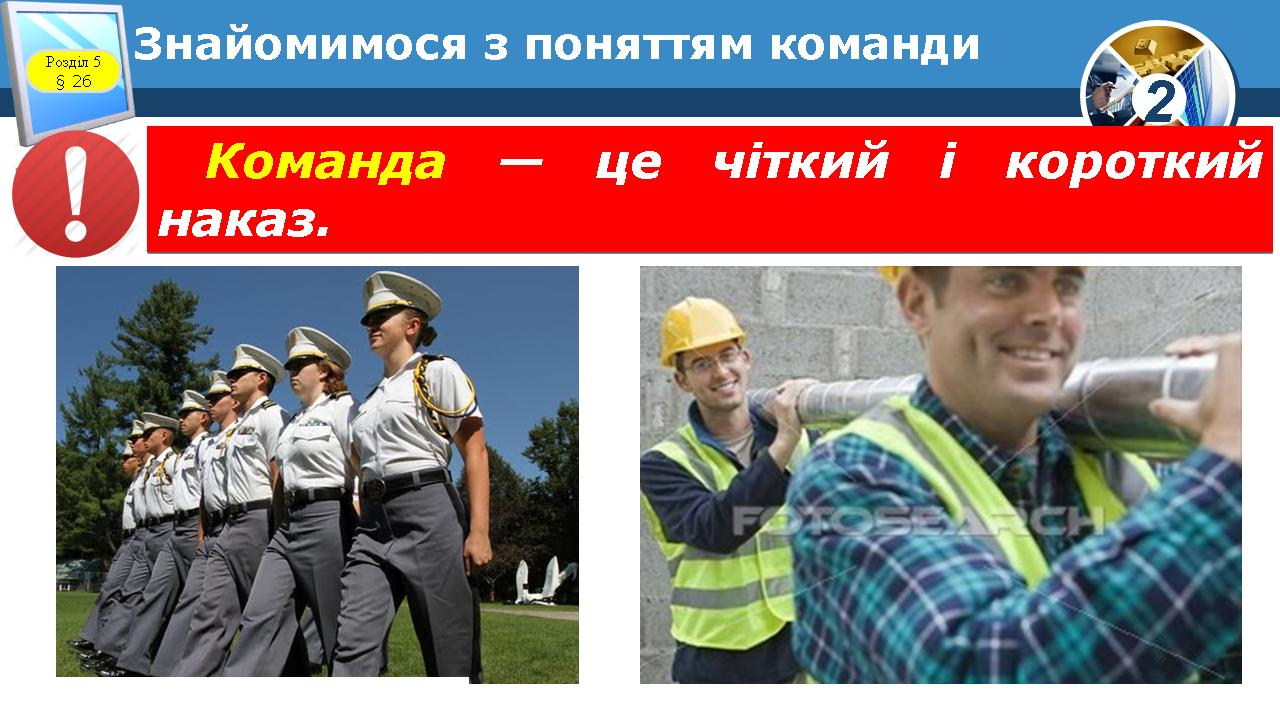 Знайомимося з поняттям команди
Розділ 5
§ 26
2
Команда — це чіткий і короткий
наказ.
FOTOSEARCH